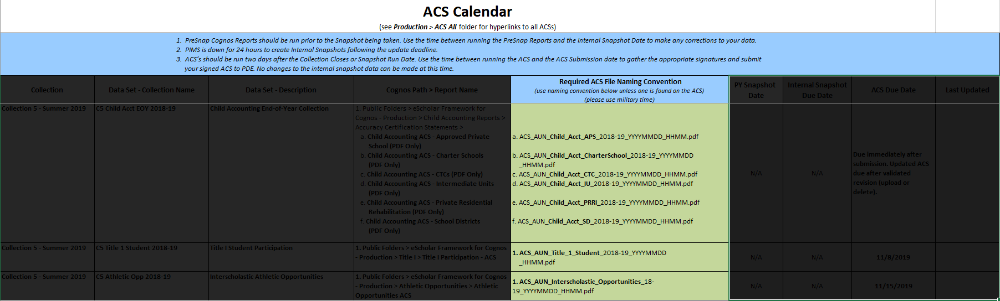 ACS Calendar
(see Production > ACS All folder for hyperlinks to all ACSs)
1. PreSnap Cognos Reports should be run prior to the Snapshot being taken. Use the time between running the PreSnap Reports and the Internal Snapshot Date to make any corrections to your data.
2. PIMS is down for 24 hours to create Internal Snapshots following the update deadline.
3. ACS's should be run two days after the Collection Closes or Snapshot Run Date. Use the time between running the ACS and the ACS Submission date to gather the appropriate signatures and submit
your signed ACS to PDE. No changes to the internal snapshot data can be made at this time.
Collection
Data Set - Collection Name
Data Set - Description
Cognos Path > Report Name
Required ACS File Naming Convention
(use naming convention below unless one is found on the ACS)
(please use military time)
PY Snapshot
Date
Internal Snapshot
Due Date
ACS Due Date
Last Updated
Collection 5 - Summer 2019
C5 Child Acct EOY 2018-19
Child Accounting End-of-Year Collection
1. Public Folders > eScholar Framework for
Cognos - Production > Child Accounting Reports >
Accuracy Certification Statements >
a. Child Accounting ACS - Approved Private
School (PDF Only)
b. Child Accounting ACS - Charter Schools
(PDF Only)
c. Child Accounting ACS - CTCs (PDF Only)
d. Child Accounting ACS - Intermediate Units
(PDF Only)
e. Child Accounting ACS - Private Residential
Rehabilitation (PDF Only)
f. Child Accounting ACS - School Districts
(PDF Only)
a. ACS_AUN_Child_Acct_APS_2018-19_YYYYMMDD_HHMM.pdf
b. ACS_AUN_Child_Acct_CharterSchool_2018-19_YYYYMMDD
_HHMM.pdf
c. ACS_AUN_Child_Acct_CTC_2018-19_YYYYMMDD_HHMM.pdf
d. ACS_AUN_Child_Acct_IU_2018-19_YYYYMMDD_HHMM.pdf
e. ACS_AUN_Child_Acct_PRRI_2018-19_YYYYMMDD_HHMM.pdf
f. ACS_AUN_Child_Acct_SD_2018-19_YYYYMMDD_HHMM.pdf
N/A
N/A
Due immediately after
submission. Updated ACS
due after validated
revision (upload or
delete).
Collection 5 - Summer 2019
C5 Title 1 Student 2018-19
Title I Student Participation
1. Public Folders > eScholar Framework for Cognos
- Production > Title I > Title I Participation - ACS
1. ACS_AUN_Title_1_Student_2018-19_YYYYMMDD
_HHMM.pdf
N/A
N/A
11/8/2019
Collection 5 - Summer 2019
C5 Athletic Opp 2018-19
Interscholastic Athletic Opportunities
1. Public Folders > eScholar Framework for Cognos
- Production > Athletic Opportunities > Athletic
Opportunities ACS
1. ACS_AUN_Interscholastic_Opportunities_18-
19_YYYYMMDD_HHMM.pdf
N/A
N/A
11/15/2019